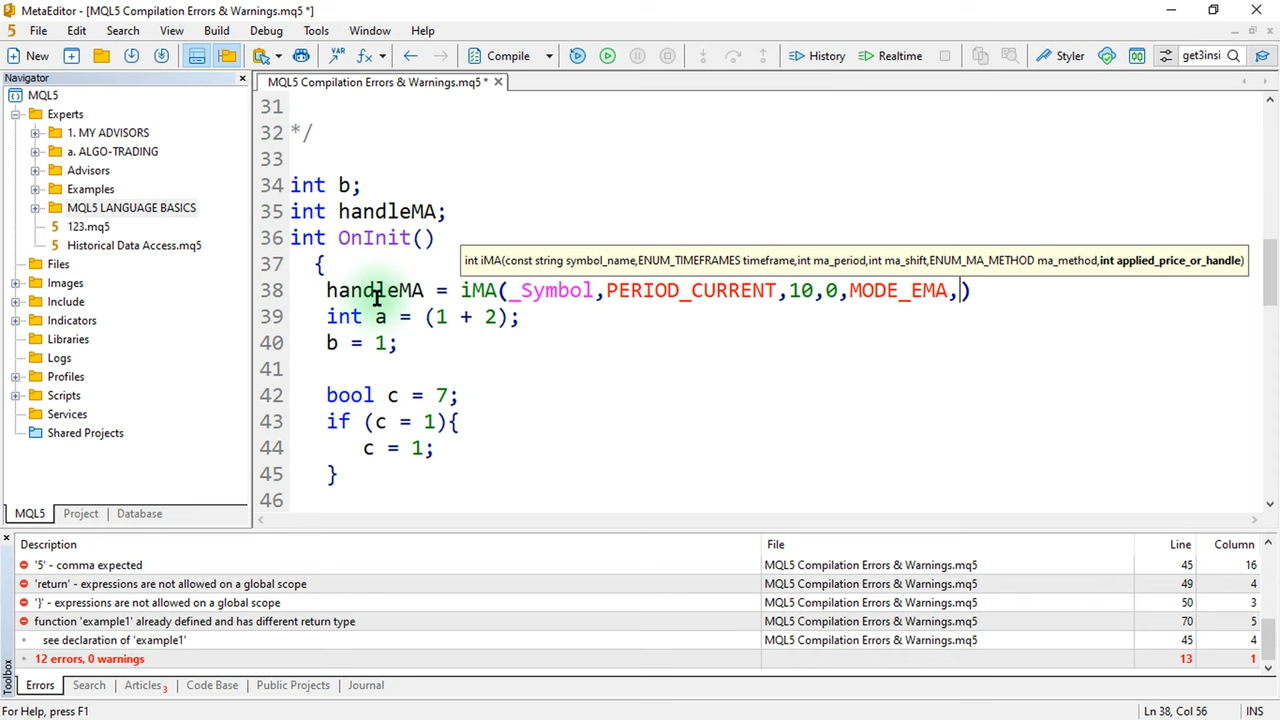 MetaEditor - [MQL5 Compilation Errors & Warnings.mq5 *]
5 File Edit Search View Build Debug Tools Window Help
New Compile History Realtime Styler get3insi
Navigator
MQL5 Compilation Errors & Warnings.mq5 *
MQL5
Experts
1. MY ADVISORS
a. ALGO-TRADING
Advisors
Examples
MQL5 LANGUAGE BASICS
5 123.mq5
5 Historical Data Access.mq5
Files
Images
Include
Indicators
Libraries
Logs
Profiles
Scripts
Services
Shared Projects
MQL5 Project Database
31
32 */
33
34 int b;
35 int handleMA;
36 int OnInit()
int iMA(const string symbol_name,ENUM_TIMEFRAMES timeframe,int ma_period,int ma_shift,ENUM_MA_METHOD ma_method,int applied_price_or_handle)
37 {
38 handleMA = iMA(_Symbol,PERIOD_CURRENT,10,0,MODE_EMA,)
39 int a = (1 + 2);
40 b = 1;
41
42 bool c = 7;
43 if (c = 1){
44 c = 1;
45 }
46
Description File Line Column
'5' - comma expected MQL5 Compilation Errors & Warnings.mq5 45 16
'return' - expressions are not allowed on a global scope MQL5 Compilation Errors & Warnings.mq5 49 4
'}' - expressions are not allowed on a global scope MQL5 Compilation Errors & Warnings.mq5 50 3
function 'example1' already defined and has different return type MQL5 Compilation Errors & Warnings.mq5 70 5
see declaration of 'example1' MQL5 Compilation Errors & Warnings.mq5 45 4
12 errors, 0 warnings 13 1
Toolbox
Errors Search Articles 3 Code Base Public Projects Journal
For Help, press F1 Ln 38, Col 56 INS